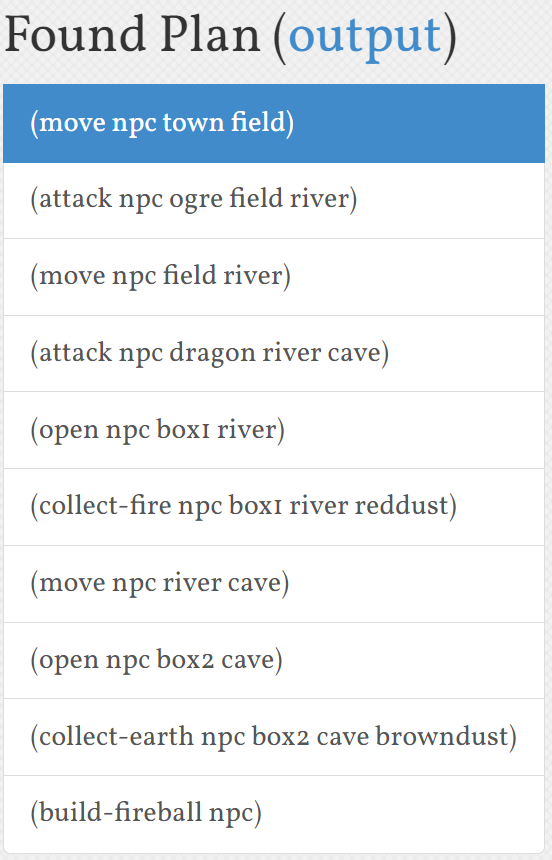 Found Plan (output)
(move npc town field)
(attack npc ogre field river)
(move npc field river)
(attack npc dragon river cave)
(open npc box1 river)
(collect-fire npc box1 river reddust)
(move npc river cave)
(open npc box2 cave)
(collect-earth npc box2 cave browndust)
(build-fireball npc)